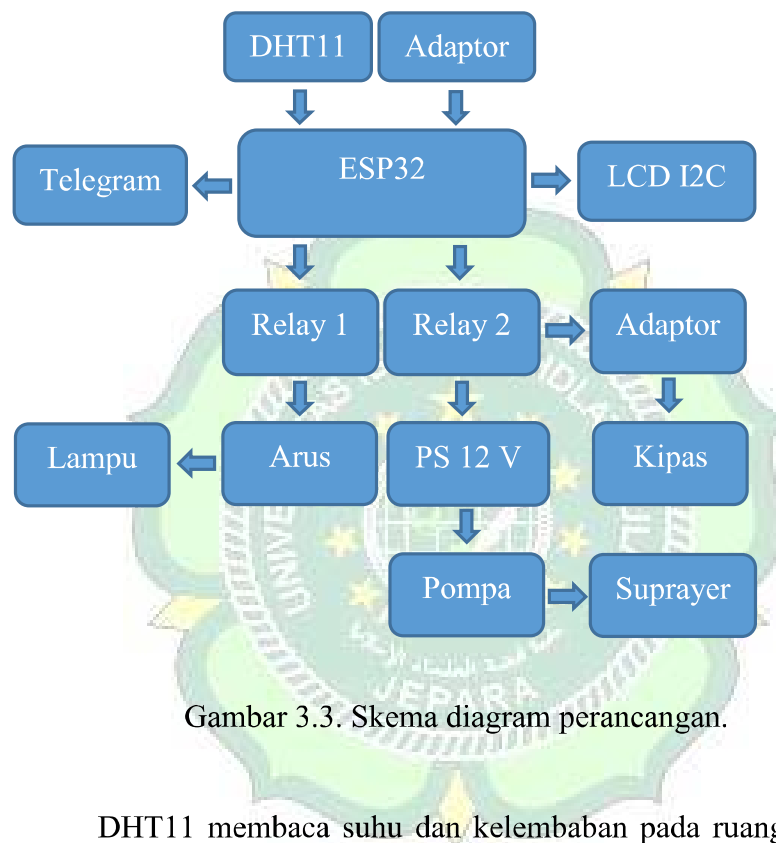 DHT11 Adaptor
Telegram ESP32 LCD I2C
Relay 1 Relay 2 Adaptor
Lampu Arus PS 12 V Kipas
Pompa Suprayer
JEPARA
Gambar 3.3. Skema diagram perancangan.
DHT11 membaca suhu dan kelembaban pada ruang